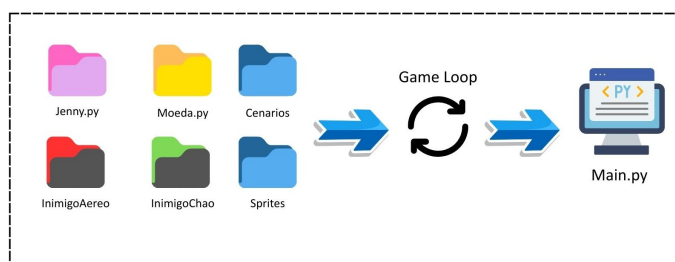 Game Loop
Jenny.py
Moeda.py
Cenarios
< PY >
Main.py
InimigoAereo
InimigoChao
Sprites